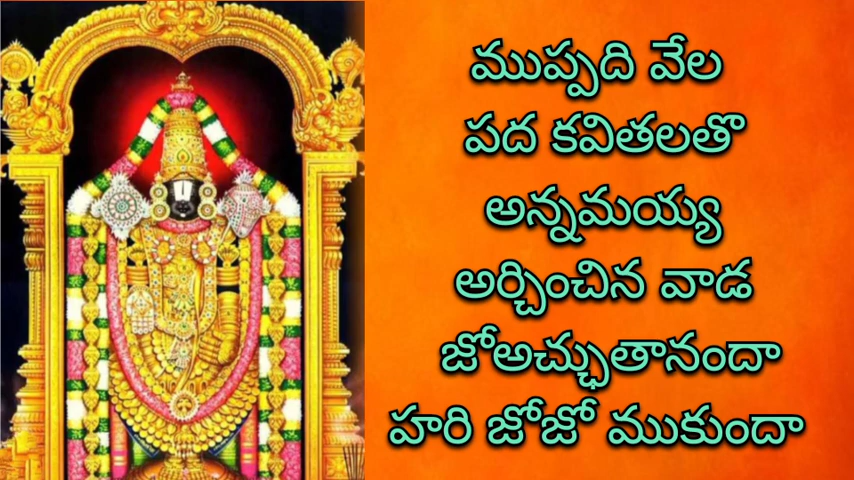 ముప్పది వేల
పద కవితలతొ
అన్నమయ్య
అర్చించిన వాడ
జోఅచ్చుతానందా
హరి జోజో ముకుందా